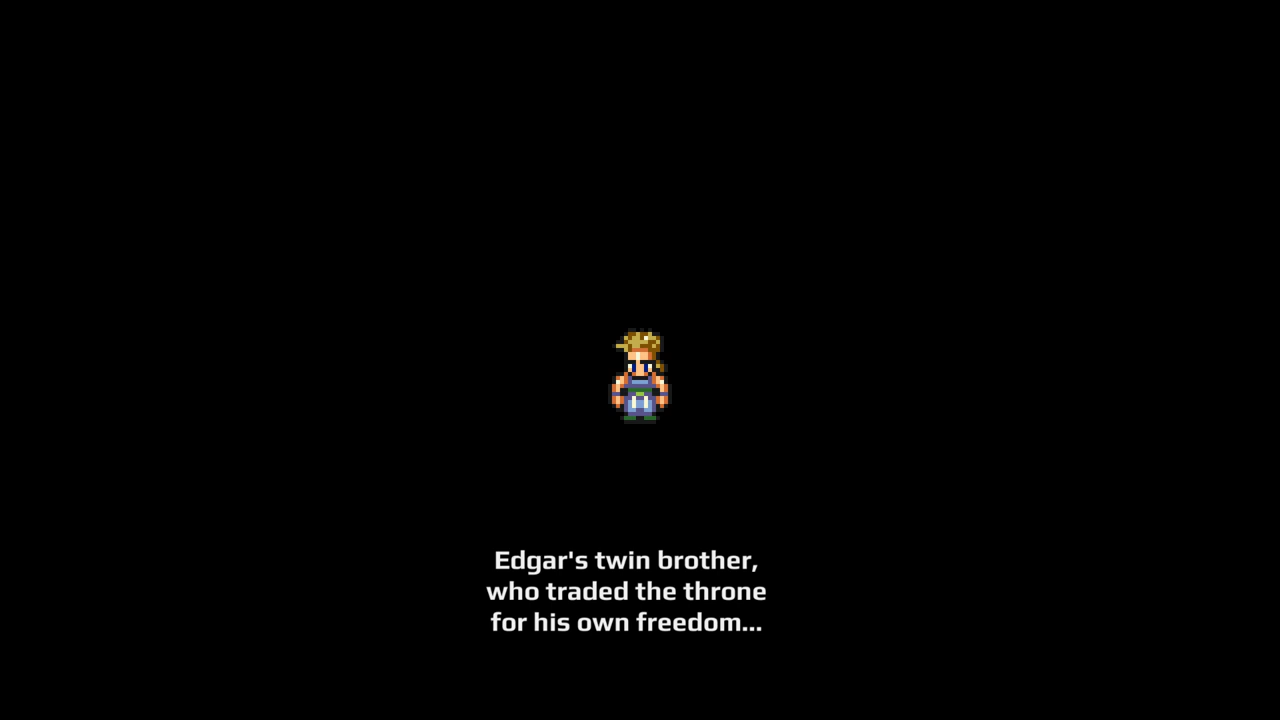 Edgar's twin brother,
who traded the throne
for his own freedom...